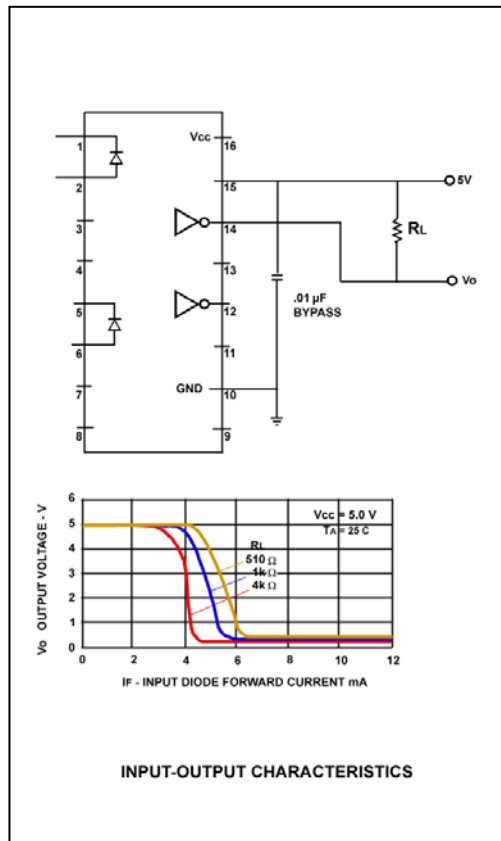 Vcc
1
16
2
15
5V
RL
3
14
4
13
Vo
.01 µF
BYPASS
5
12
6
11
7
GND
10
8
9
6
Vcc = 5.0 V
TA = 25 C
5
4
RL
510 Ω
3
1k Ω
2
4k Ω
1
0
Vo OUTPUT VOLTAGE - V
0 2 4 6 8 10 12
IF - INPUT DIODE FORWARD CURRENT mA
INPUT-OUTPUT CHARACTERISTICS